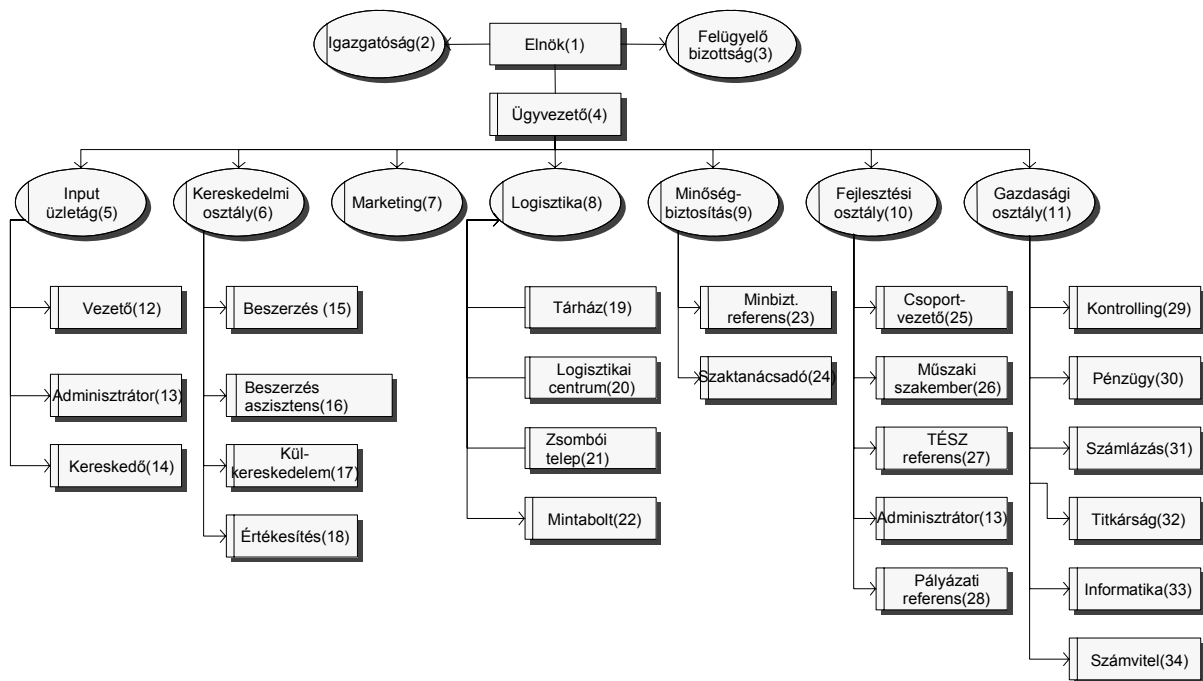 Igazgatóság(2)
Elnök(1)
Felügyelő
bizottság(3)
Ügyvezető(4)
Input
üzletág(5)
Kereskedelmi
osztály(6)
Marketing(7)
Logisztika(8)
Minőség-
biztosítás(9)
Fejlesztési
osztály(10)
Gazdasági
osztály(11)
Vezető(12)
Adminisztrátor(13)
Kereskedő(14)
Beszerzés (15)
Beszerzés
aszisztens(16)
Kül-
kereskedelem(17)
Értékesítés(18)
Tárház(19)
Logisztikai
centrum(20)
Zsombói
telep(21)
Mintabolt(22)
Minbizt.
referens(23)
Szaktanácsadó(24)
Csoport-
vezető(25)
Műszaki
szakember(26)
TÉSZ
referens(27)
Adminisztrátor(13)
Pályázati
referens(28)
Kontrolling(29)
Pénzügy(30)
Számlázás(31)
Titkárság(32)
Informatika(33)
Számvitel(34)